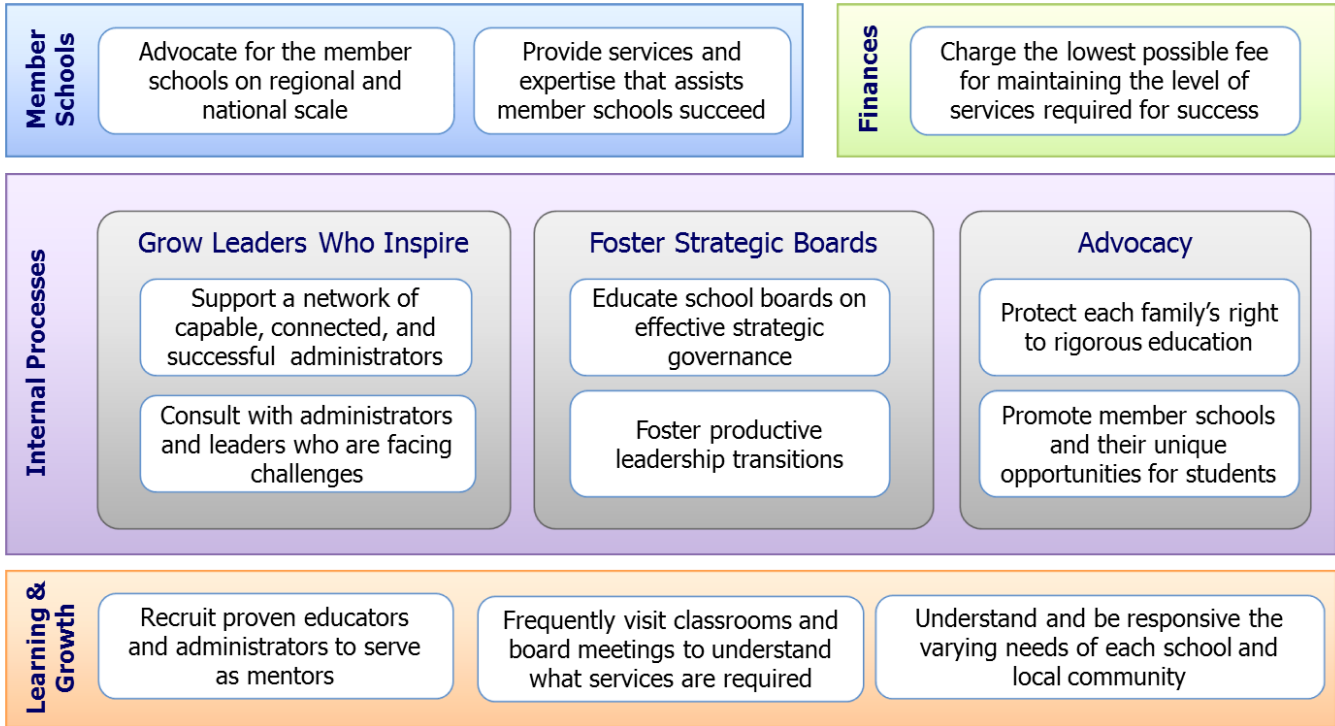 Member
Schools
Advocate for the member
schools on regional and
national scale
Provide services and
expertise that assists
member schools succeed
Finances
Charge the lowest possible fee
for maintaining the level of
services required for success
Internal Processes
Grow Leaders Who Inspire
Support a network of
capable, connected, and
successful administrators
Consult with administrators
and leaders who are facing
challenges
Foster Strategic Boards
Educate school boards on
effective strategic
governance
Foster productive
leadership transitions
Advocacy
Protect each family’s right
to rigorous education
Promote member schools
and their unique
opportunities for students
Learning &
Growth
Recruit proven educators
and administrators to serve
as mentors
Frequently visit classrooms and
board meetings to understand
what services are required
Understand and be responsive the
varying needs of each school and
local community